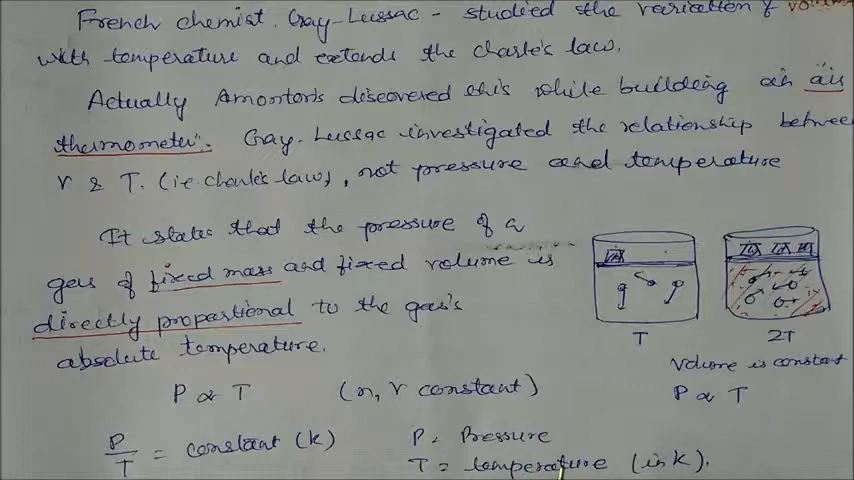 French chemist, Gay-Lussac - studied the variation of volume
with temperature and extends the charle's law.
Actually Amonton's discovered this while building an "air
thermometer". Gay-Lussac investigated the relationship between
V & T. (i.e. charle's law), not pressure and temperature
It states that the pressure of a
gas of fixed mass and fixed volume is
directly propostional to the gas's
absolute temperature.
P α T (n, V constant)
P/T = constant (k)
P = Pressure
T = temperature (in K).
T 2T
Volume is constant
P α T